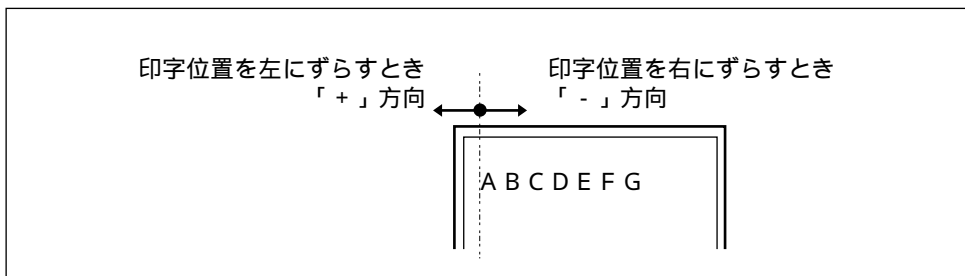 印字位置を左にずらすとき
「 + 」方向
印字位置を右にずらすとき
「 - 」方向
A B C D E F G